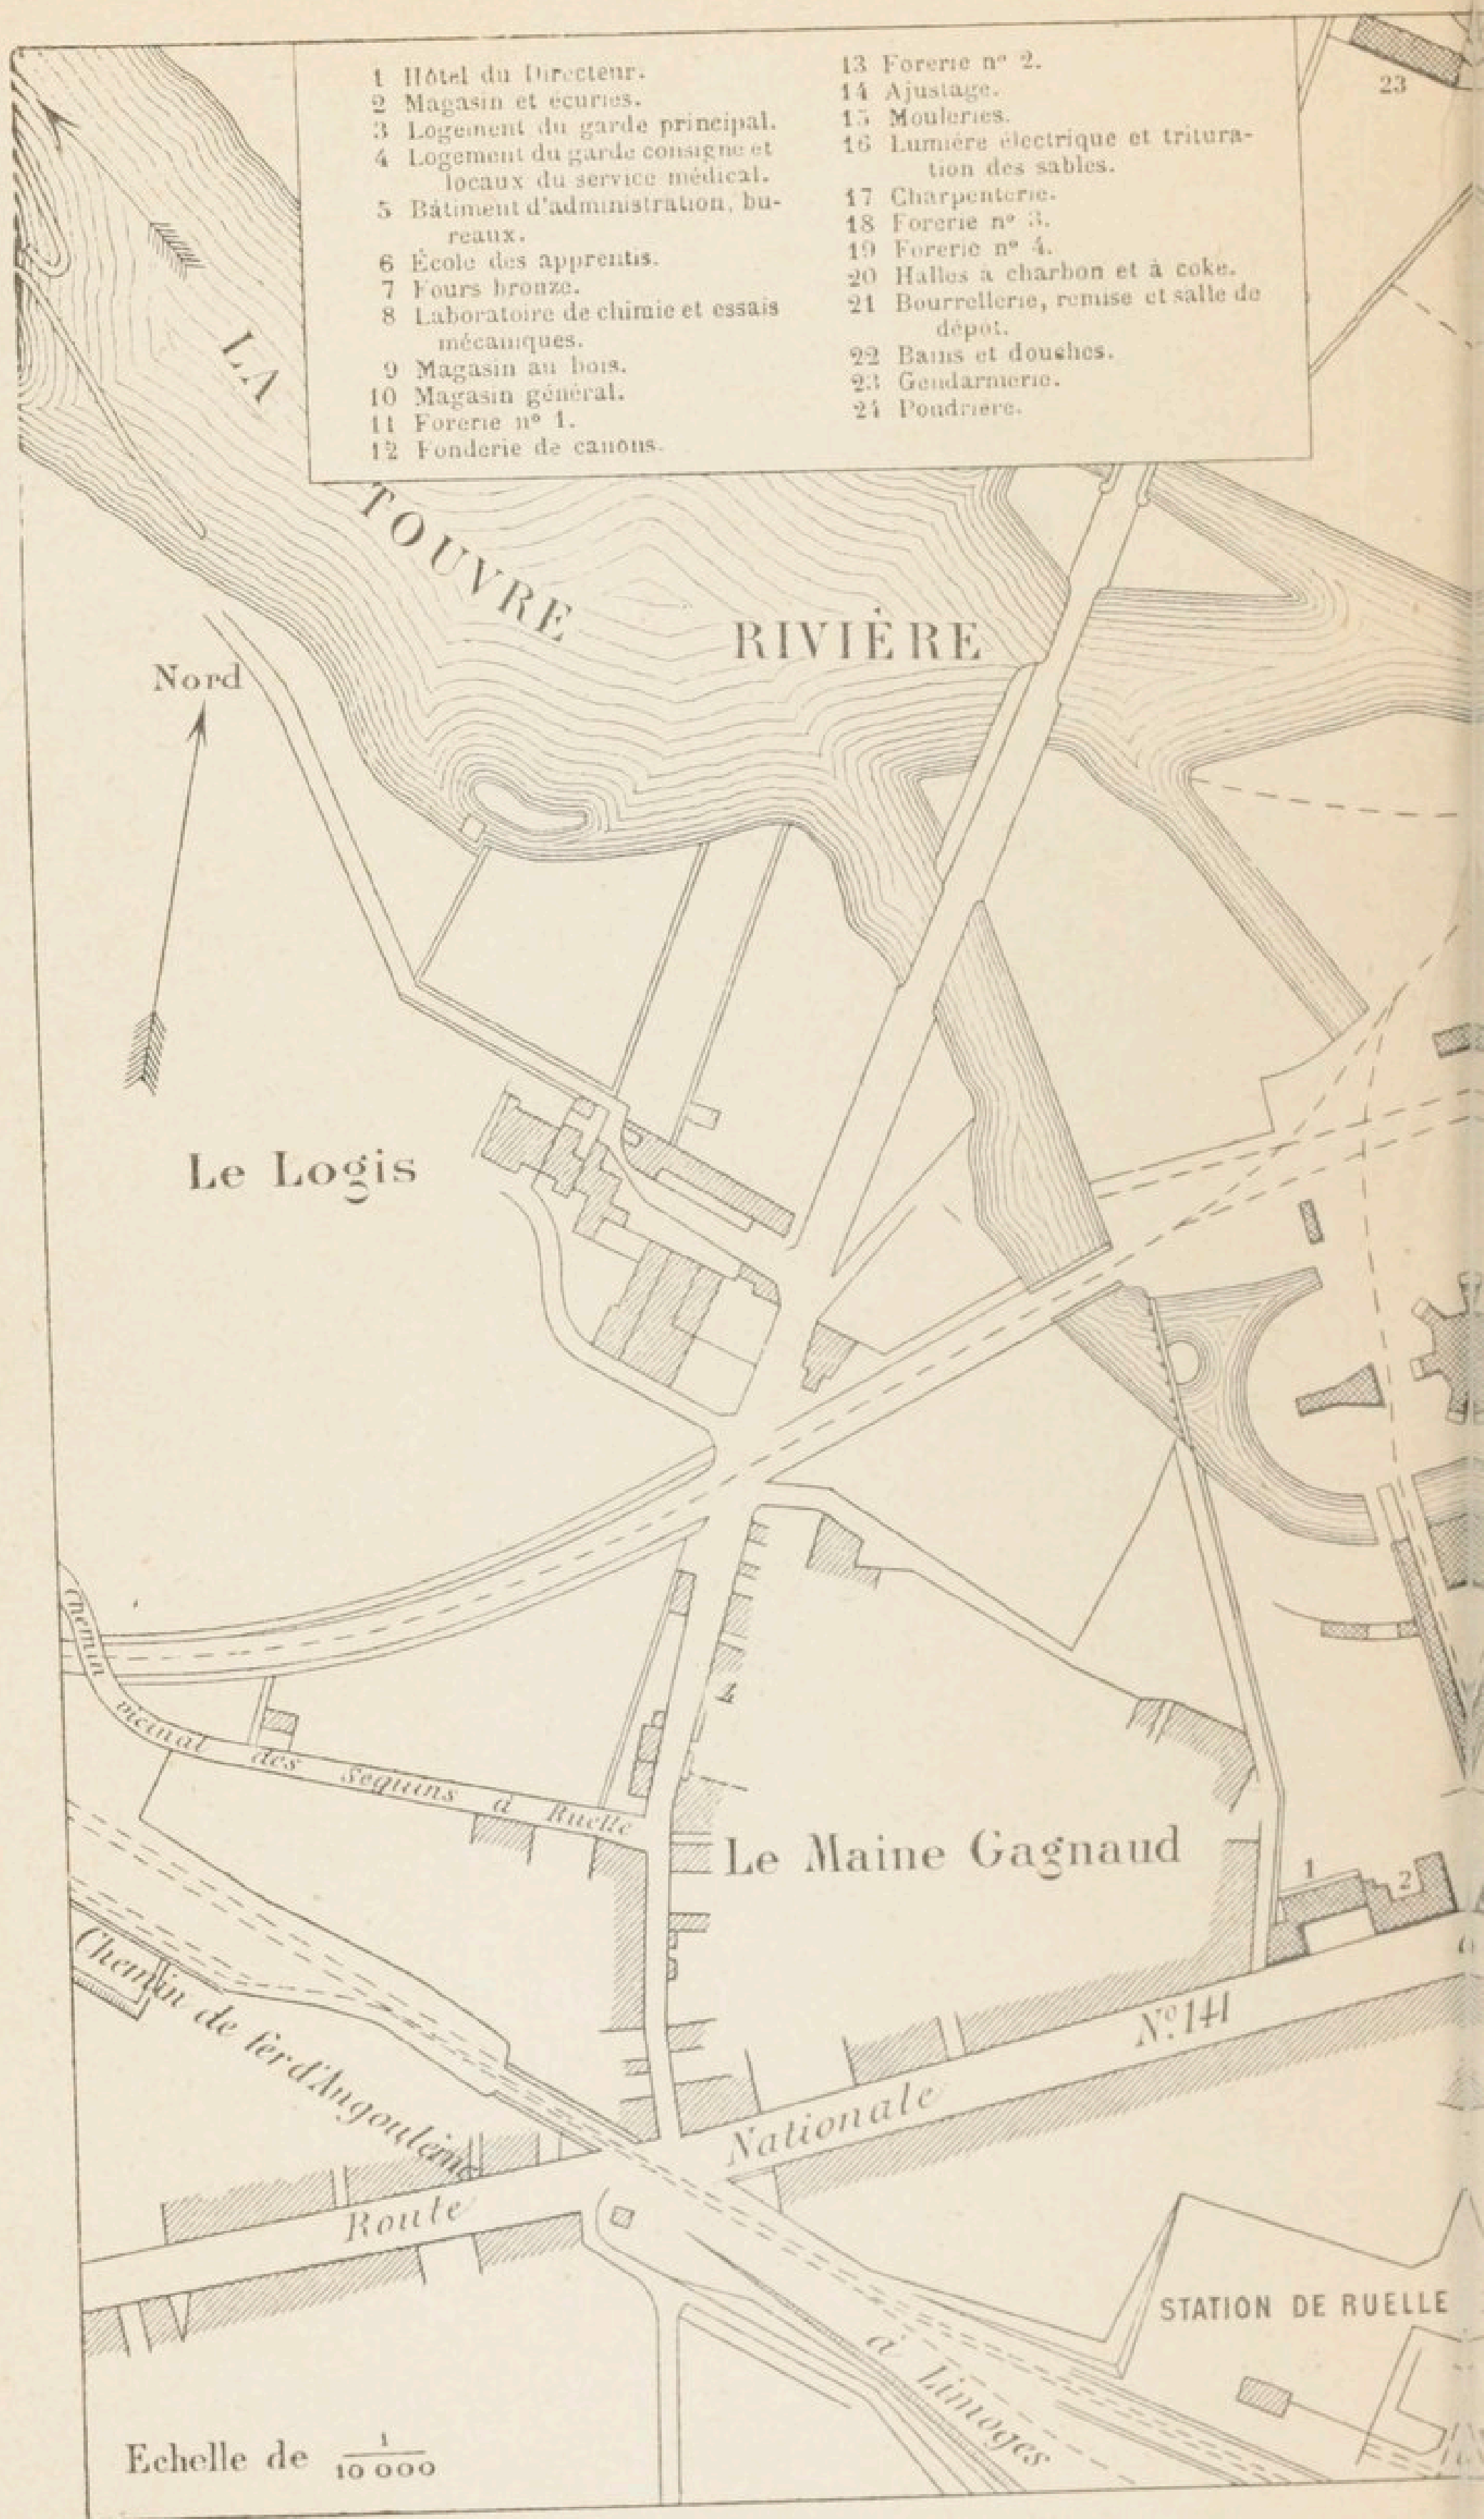 1 Hôtel du Directeur.
2 Magasin et écuries.
3 Logement du garde principal.
4 Logement du garde consigne et
locaux du service médical.
5 Bâtiment d'administration, bu-
reaux.
6 École des apprentis.
7 Fours bronze.
8 Laboratoire de chimie et essais
mécaniques.
9 Magasin au bois.
10 Magasin général.
11 Forerie n° 1.
12 Fonderie de canons.
13 Forerie n° 2.
14 Ajustage.
15 Mouleries.
16 Lumière électrique et tritura-
tion des sables.
17 Charpenterie.
18 Forerie n° 3.
19 Forerie n° 4.
20 Halles à charbon et à coke.
21 Bourrellerie, remise et salle de
dépôt.
22 Bains et douches.
23 Gendarmerie.
24 Poudrière.
23
LA
TOUVRE
RIVIÈRE
Nord
Le Logis
Chemin
vicinal des Seguins à Ruelle
Le Maine Gagnaud
1
2
Chemin de fer d'Angoulême
N° 141
Nationale
Route
STATION DE RUELLE
à Limoges
Echelle de 1/10 000